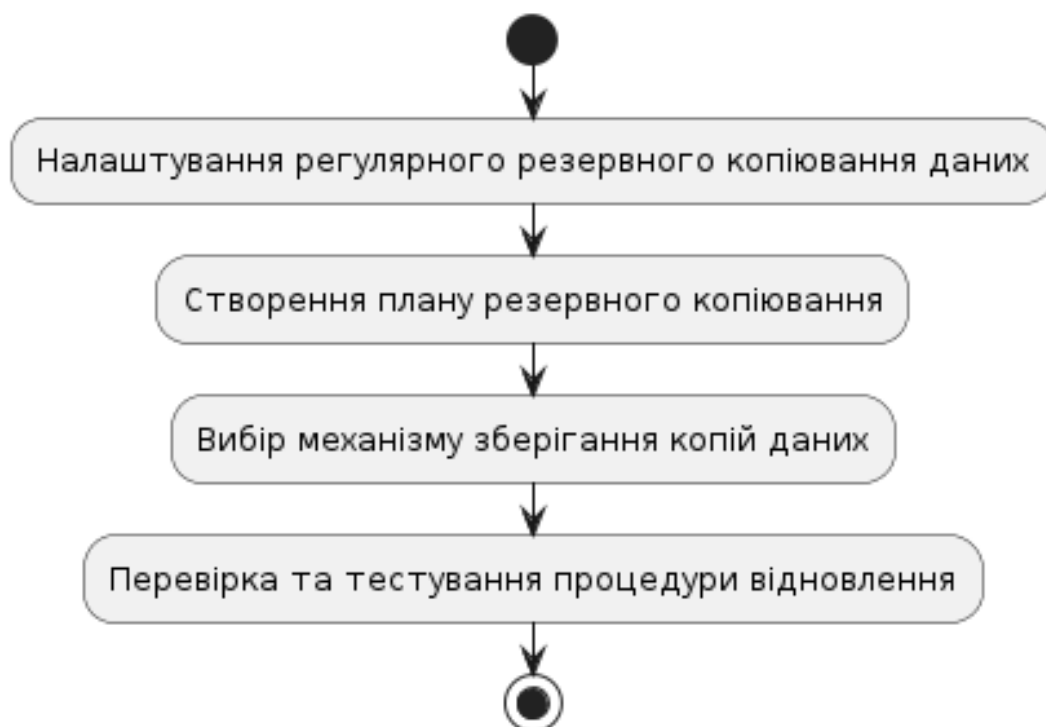 Налаштування регулярного резервного копіювання даних
Створення плану резервного копіювання
Вибір механізму зберігання копій даних
Перевірка та тестування процедури відновлення